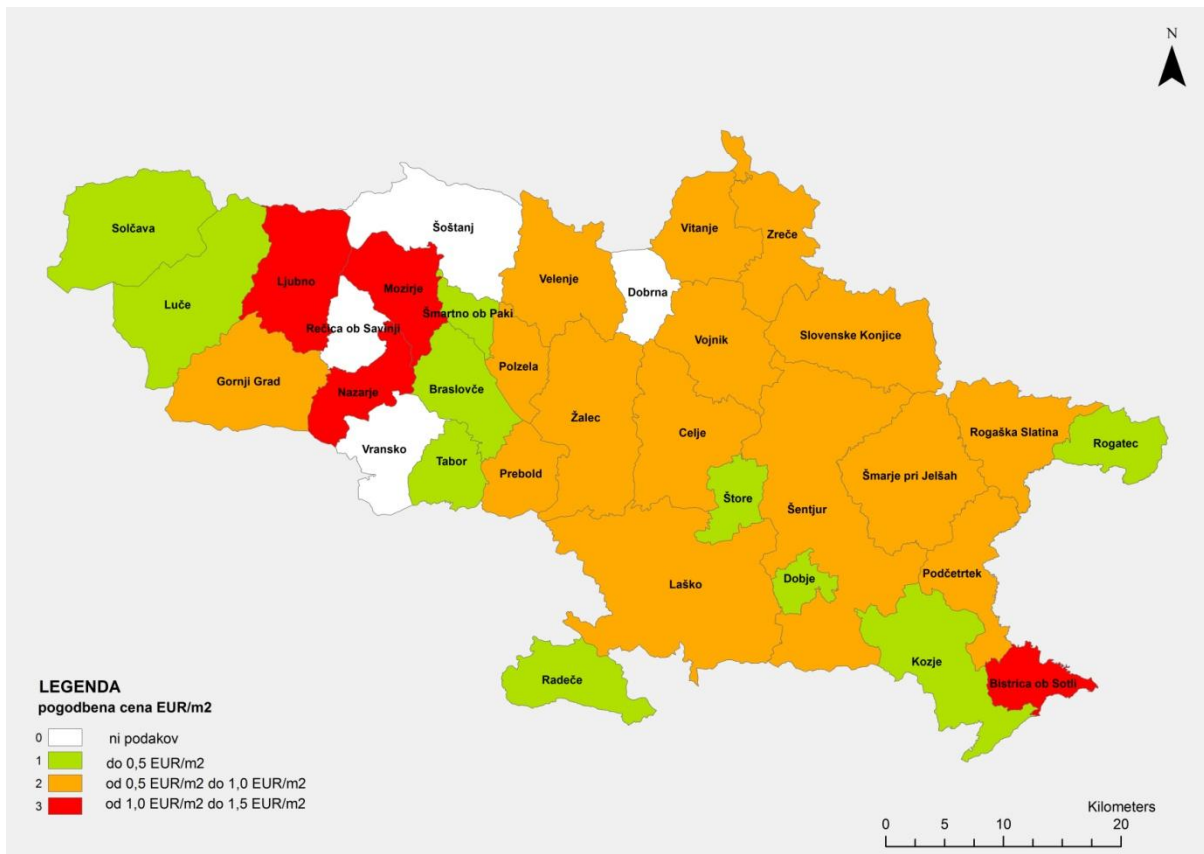 N
Solčava
Luče
Ljubno
Šoštanj
Mozirje
Rečica ob Savinji
Šmartno ob Paki
Gornji Grad
Nazarje
Braslovče
Polzela
Vransko
Tabor
Prebold
Velenje
Dobrna
Vitanje
Zreče
Vojnik
Slovenske Konjice
Žalec
Celje
Štore
Šentjur
Šmarje pri Jelšah
Rogaška Slatina
Rogatec
Laško
Dobje
Podčetrtek
Kozje
Bistrica ob Sotli
Radeče
LEGENDA
pogodbena cena EUR/m2
0 ni podakov
1 do 0,5 EUR/m2
2 od 0,5 EUR/m2 do 1,0 EUR/m2
3 od 1,0 EUR/m2 do 1,5 EUR/m2
Kilometers
0 5 10 20